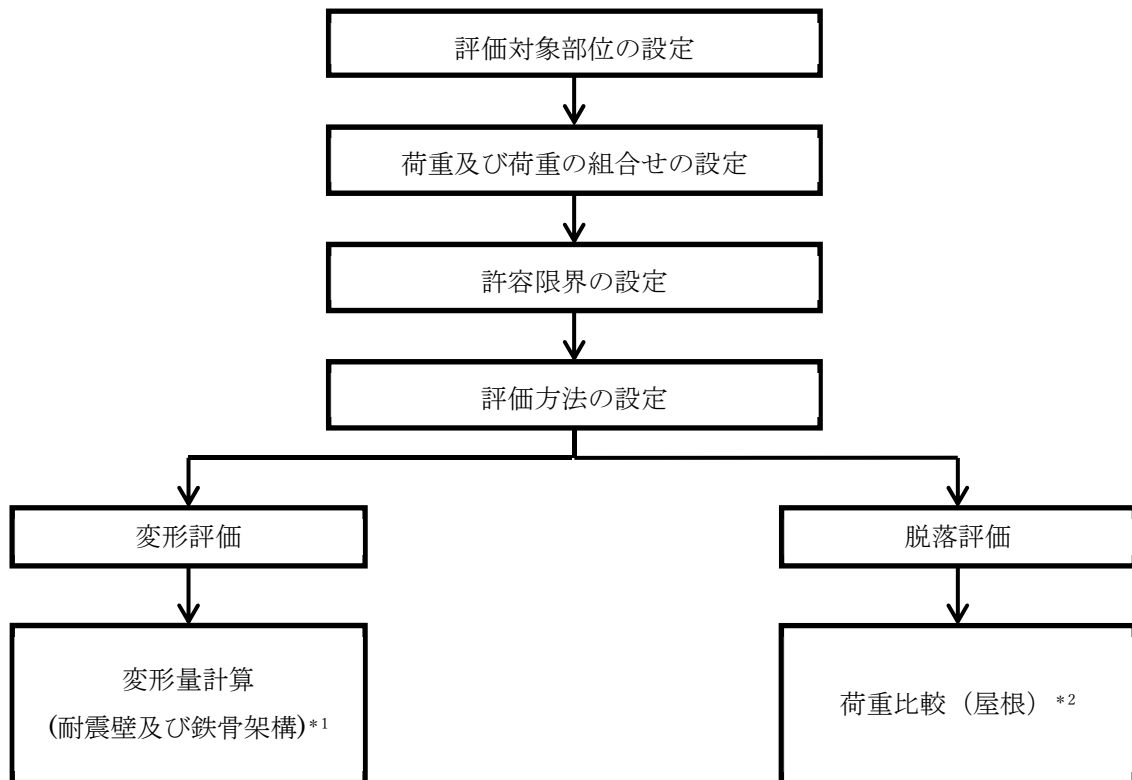 評価対象部位の設定
荷重及び荷重の組合せの設定
許容限界の設定
評価方法の設定
変形評価
脱落評価
変形量計算
(耐震壁及び鉄骨架構)*1
荷重比較（屋根）*2